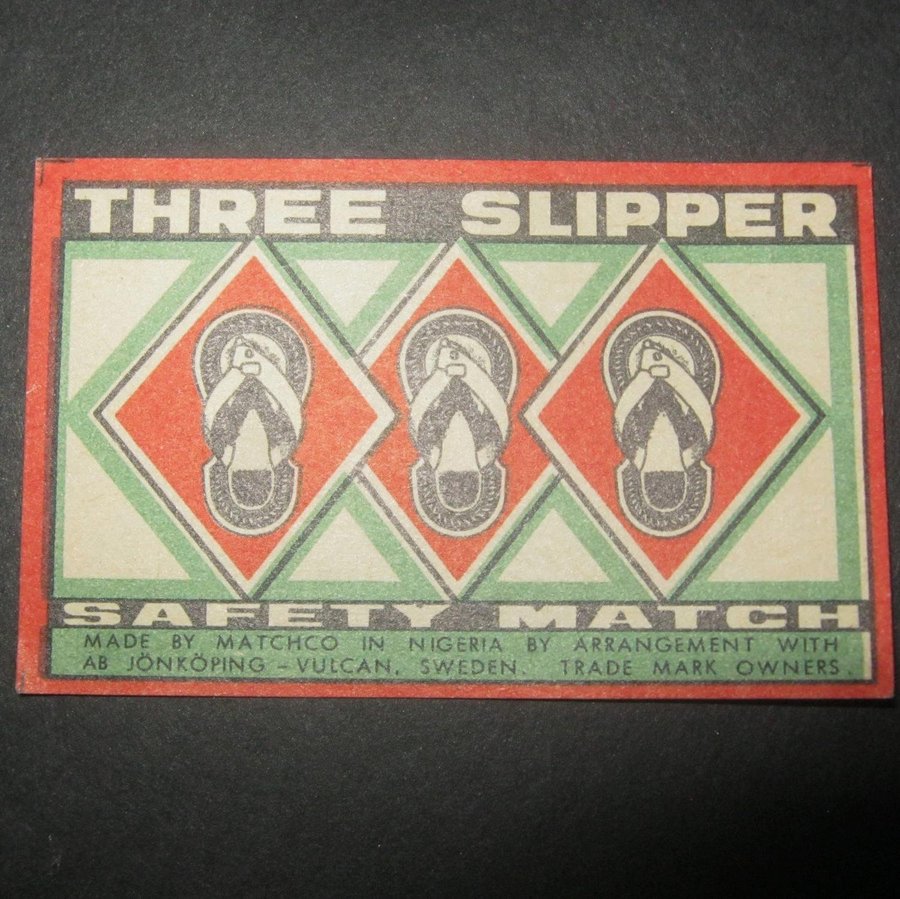 THREE SLIPPER
SAFETY MATCH
MADE BY MATCHCO IN NIGERIA BY ARRANGEMENT WITH
AB JÖNKÖPING - VULCAN. SWEDEN. TRADE MARK OWNERS.